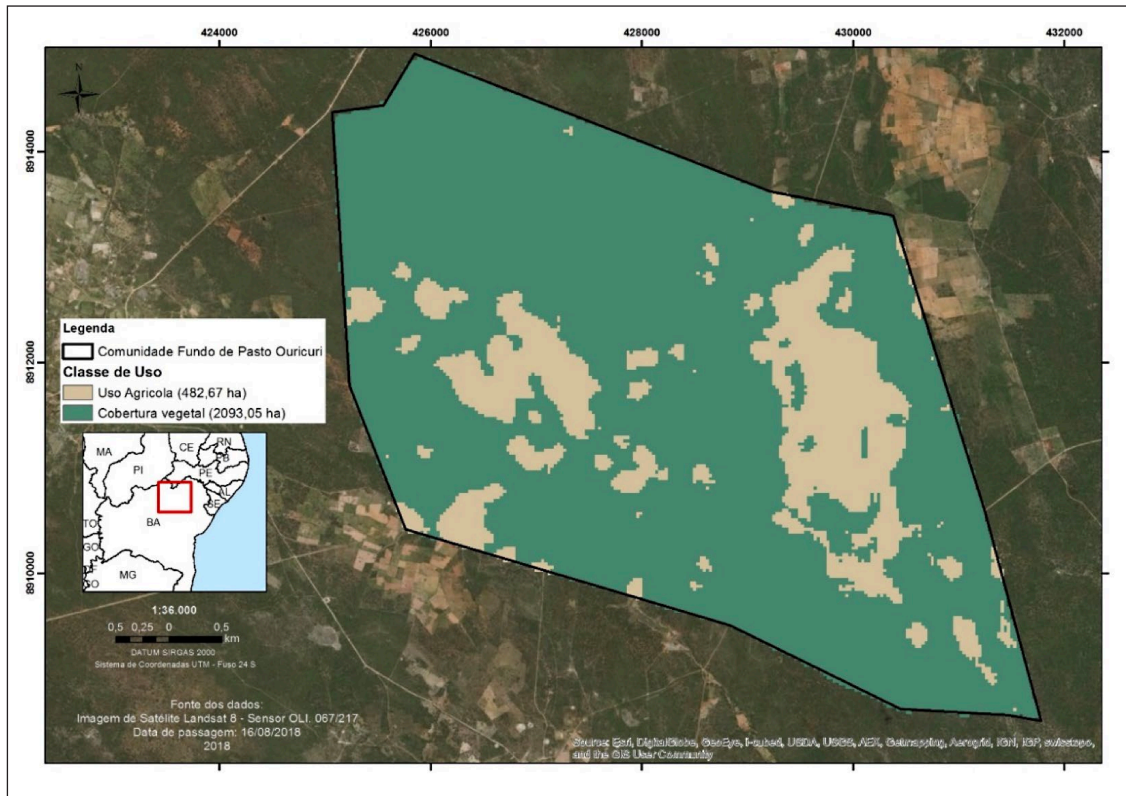 424000
426000
428000
430000
432000
N
8914000
8912000
8910000
Legenda
Comunidade Fundo de Pasto Ouricuri
Classe de Uso
Uso Agricola (482,67 ha)
Cobertura vegetal (2093,05 ha)
MA
CE
RN
PB
PI
PE
AL
SE
BA
TO
GO
DF
GO
MG
1:36.000
0,5 0,25 0 0,5
km
DATUM SIRGAS 2000
Sistema de Coordenadas UTM - Fuso 24 S
Fonte dos dados:
Imagem de Satélite Landsat 8 - Sensor OLI. 067/217
Data de passagem: 16/08/2018
2018
Source: Esri, DigitalGlobe, GeoEye, i-cubed, USDA, USGS, AEX, Getmapping, Aerogrid, IGN, IGP, swisstopo,
and the GIS User Community